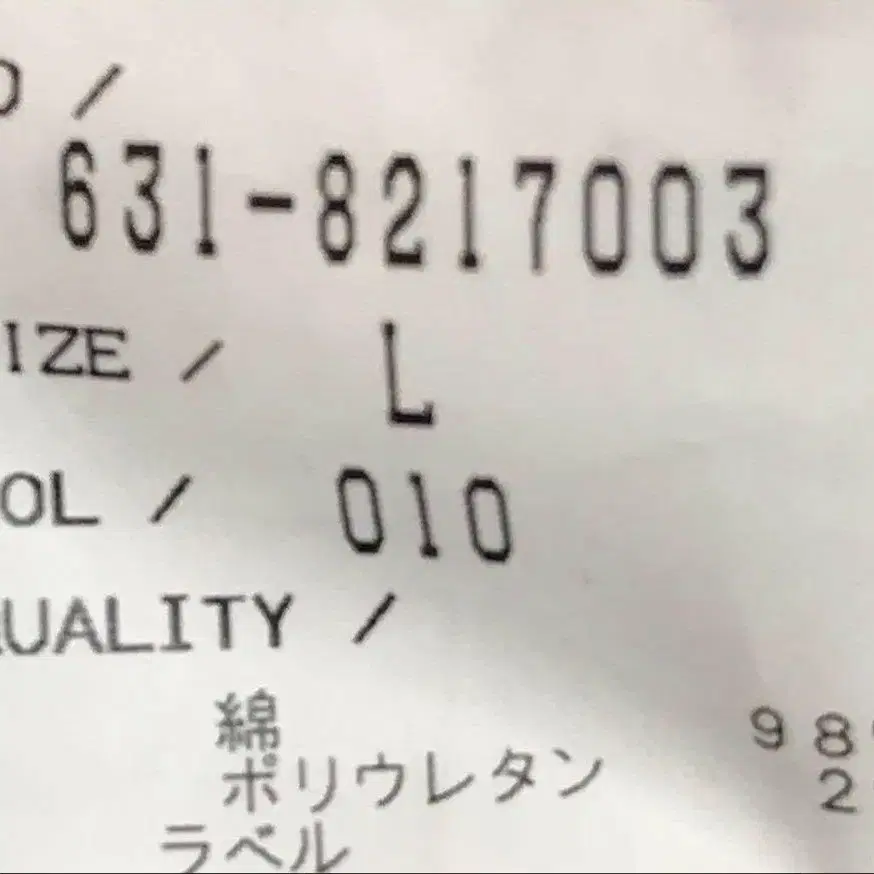 O /
631-8217003
IZE / L
OL / 010
UALITY /
綿 98
ポリウレタン 2
ラベル